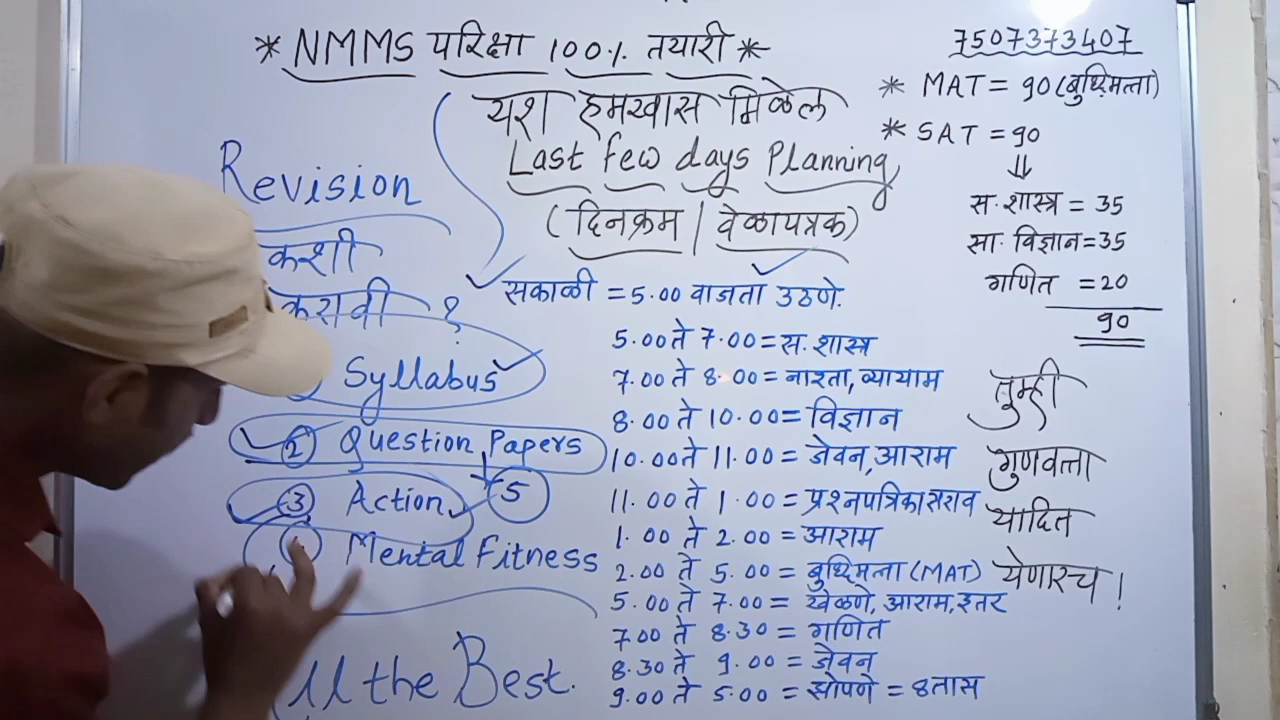 * NMMS परिक्षा 100% तयारी *
यश हमखास मिळेल
Last few days Planning
(दिनक्रम | वेळापत्रक)
7507373407
* MAT = 90 (बुध्दिमत्ता)
* SAT = 90
⇓
स. शास्त्र = 35
सा. विज्ञान = 35
गणित = 20
90
Revision
कशी
करावी ?
Syllabus
② Question Papers
③ Action 5
Mental Fitness
All the Best.
सकाळी = 5.00 वाजता उठणे.
5.00 ते 7.00 = स. शास्त्र
7.00 ते 8.00 = नाश्ता, व्यायाम
8.00 ते 10.00 = विज्ञान
10.00 ते 11.00 = जेवन, आराम
11.00 ते 1.00 = प्रश्नपत्रिका सराव
1.00 ते 2.00 = आराम
2.00 ते 5.00 = बुध्दिमत्ता (MAT)
5.00 ते 7.00 = खेळणे, आराम, इतर
7.00 ते 8.30 = गणित
8.30 ते 9.00 = जेवन
9.00 ते 5.00 = झोपणे = 8 तास
तुम्ही
गुणवत्ता
यादित
येणारच !